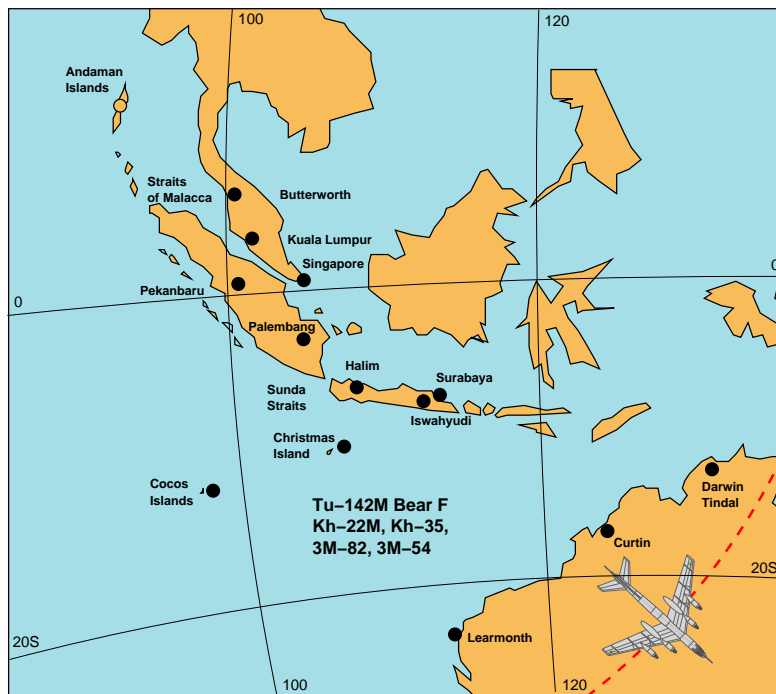 100
120
Andaman
Islands
Straits
of Malacca
Butterworth
Kuala Lumpur
Singapore
0
Pekanbaru
0
Palembang
Halim
Surabaya
Sunda
Straits
Iswahyudi
Christmas
Island
Cocos
Islands
Darwin
Tindal
Tu–142M Bear F
Kh–22M, Kh–35,
3M–82, 3M–54
Curtin
20S
Learmonth
20S
100
120